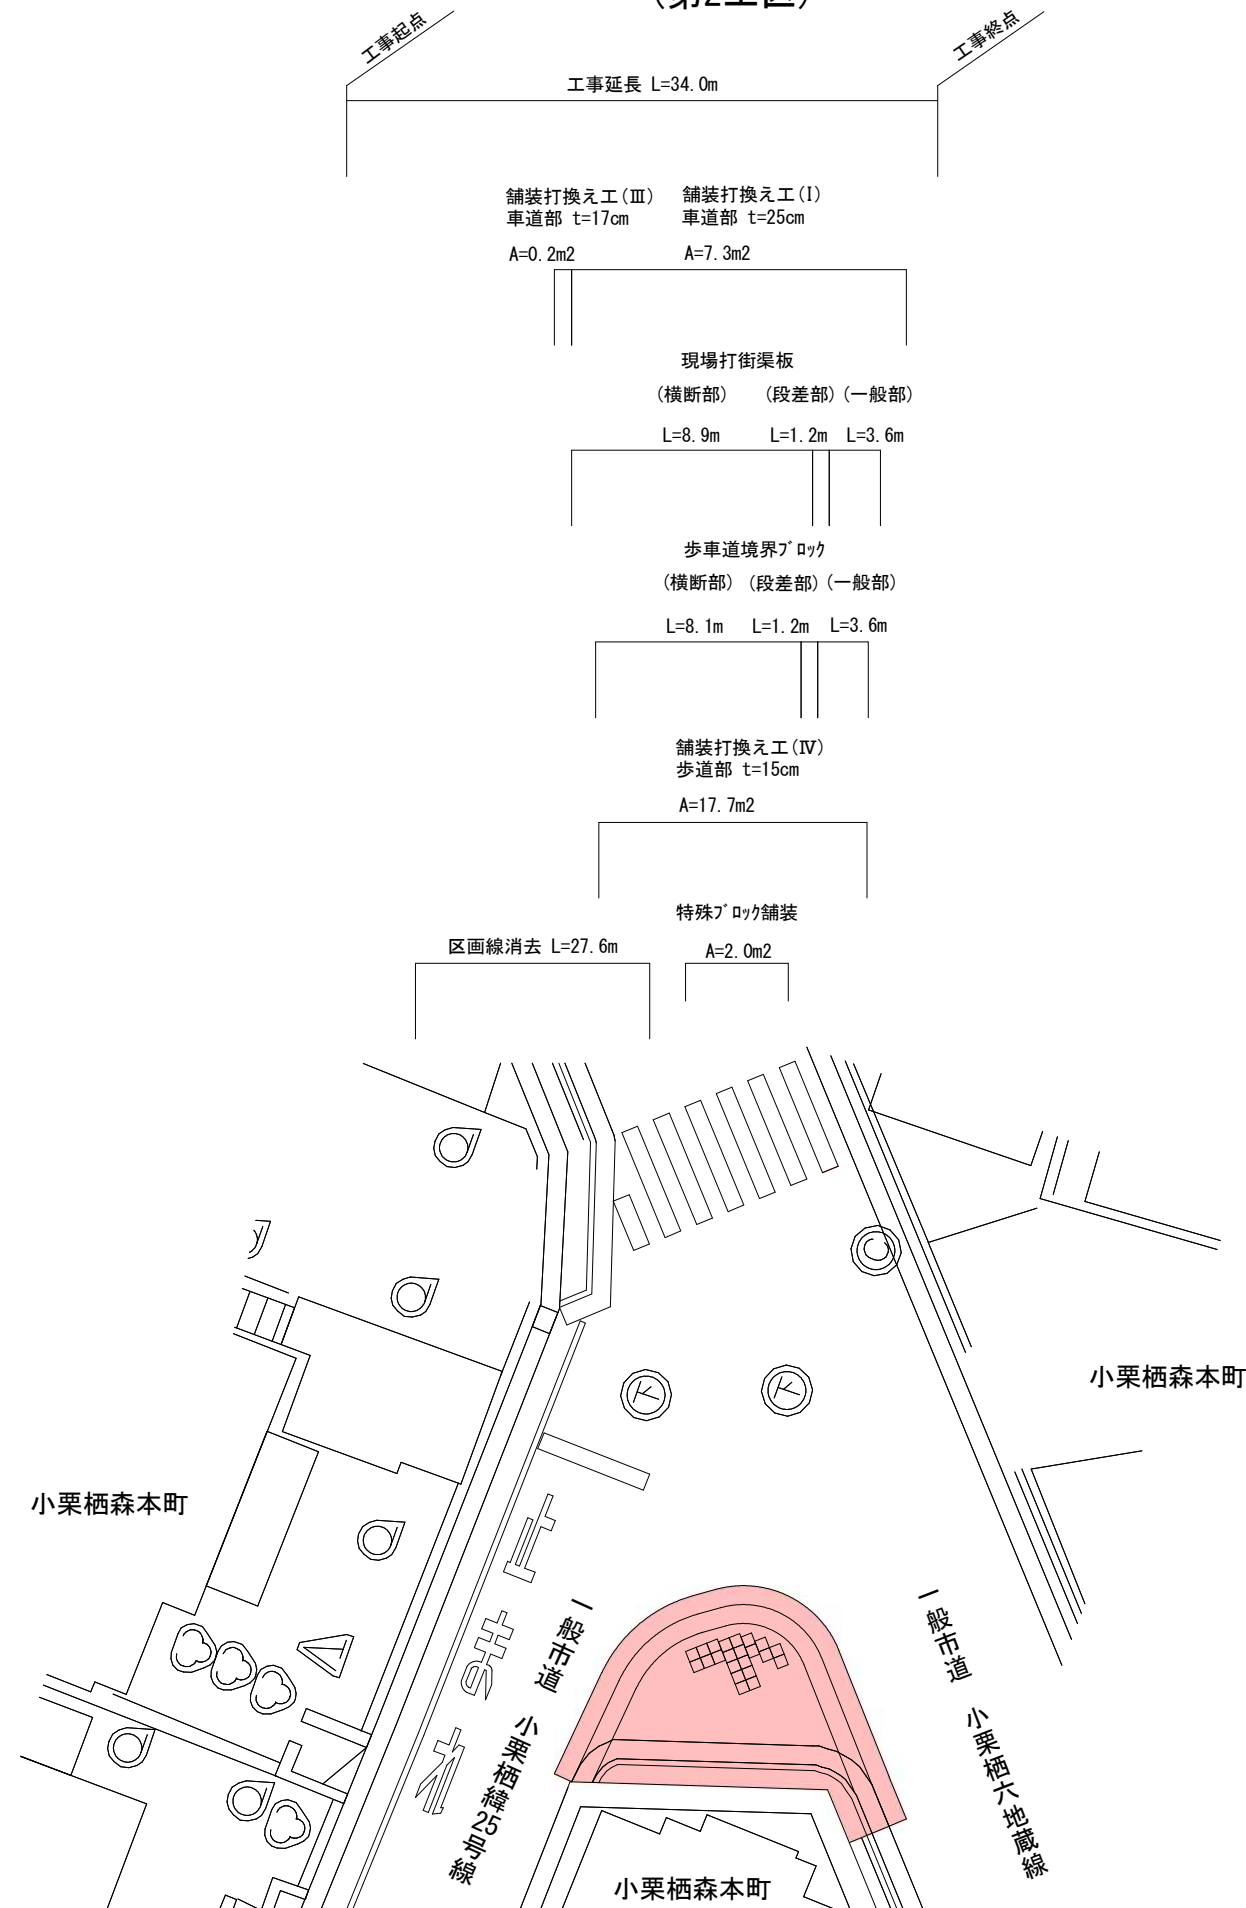 (第2工区)
工事起点
工事終点
工事延長 L=34.0m
舗装打換え工(Ⅲ)
車道部 t=17cm
A=0.2m2
舗装打換え工(Ⅰ)
車道部 t=25cm
A=7.3m2
現場打街渠板
(横断部) (段差部) (一般部)
L=8.9m L=1.2m L=3.6m
歩車道境界ﾌﾞﾛｯｸ
(横断部) (段差部) (一般部)
L=8.1m L=1.2m L=3.6m
舗装打換え工(Ⅳ)
歩道部 t=15cm
A=17.7m2
特殊ﾌﾞﾛｯｸ舗装
A=2.0m2
区画線消去 L=27.6m
小栗栖森本町
小栗栖森本町
止
ま
れ
一般市道 小栗栖緯25号線
一般市道 小栗栖六地蔵線
小栗栖森本町